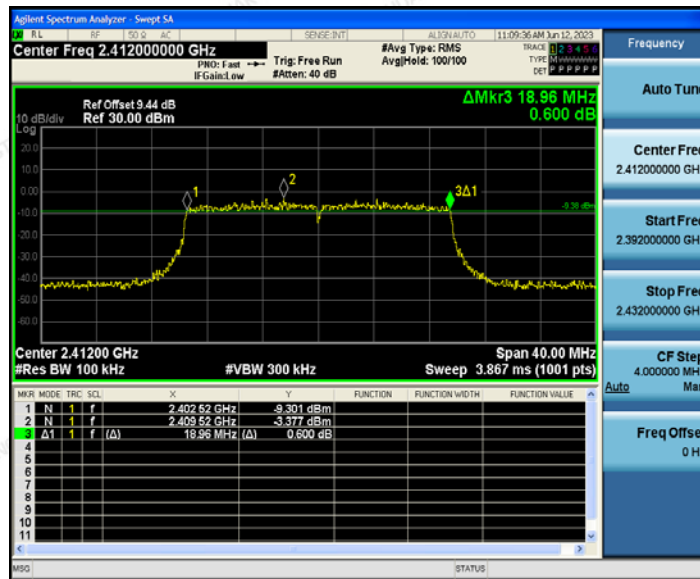 Agilent Spectrum Analyzer - Swept SA
RL RF 50 Ω AC SENSE:INT ALIGNAUTO 11:09:36 AM Jun 12, 2023
Center Freq 2.412000000 GHz
PNO: Fast
IFGain:Low
Trig: Free Run
#Atten: 40 dB
#Avg Type: RMS
Avg|Hold: 100/100
TRACE 1 2 3 4 5 6
TYPE M
DET P P P P P P
10 dB/div
Log
Ref Offset 9.44 dB
Ref 30.00 dBm
ΔMkr3 18.96 MHz
0.600 dB
20.0
10.0
0.00
-10.0
-20.0
-30.0
-40.0
-50.0
-60.0
1
2
3Δ1
-9.38 dBm
Center 2.41200 GHz
#Res BW 100 kHz
#VBW 300 kHz
Span 40.00 MHz
Sweep 3.867 ms (1001 pts)
MKR MODE TRC SCL X Y FUNCTION FUNCTION WIDTH FUNCTION VALUE
1 N 1 f 2.402 52 GHz -9.301 dBm
2 N 1 f 2.409 52 GHz -3.377 dBm
3 Δ1 1 f (Δ) 18.96 MHz (Δ) 0.600 dB
4
5
6
7
8
9
10
11
MSG STATUS
Frequency
Auto Tun
Center Fre
2.412000000 GH
Start Fre
2.392000000 GH
Stop Fre
2.432000000 GH
CF Step
4.000000 MH
Auto Ma
Freq Offse
0 H